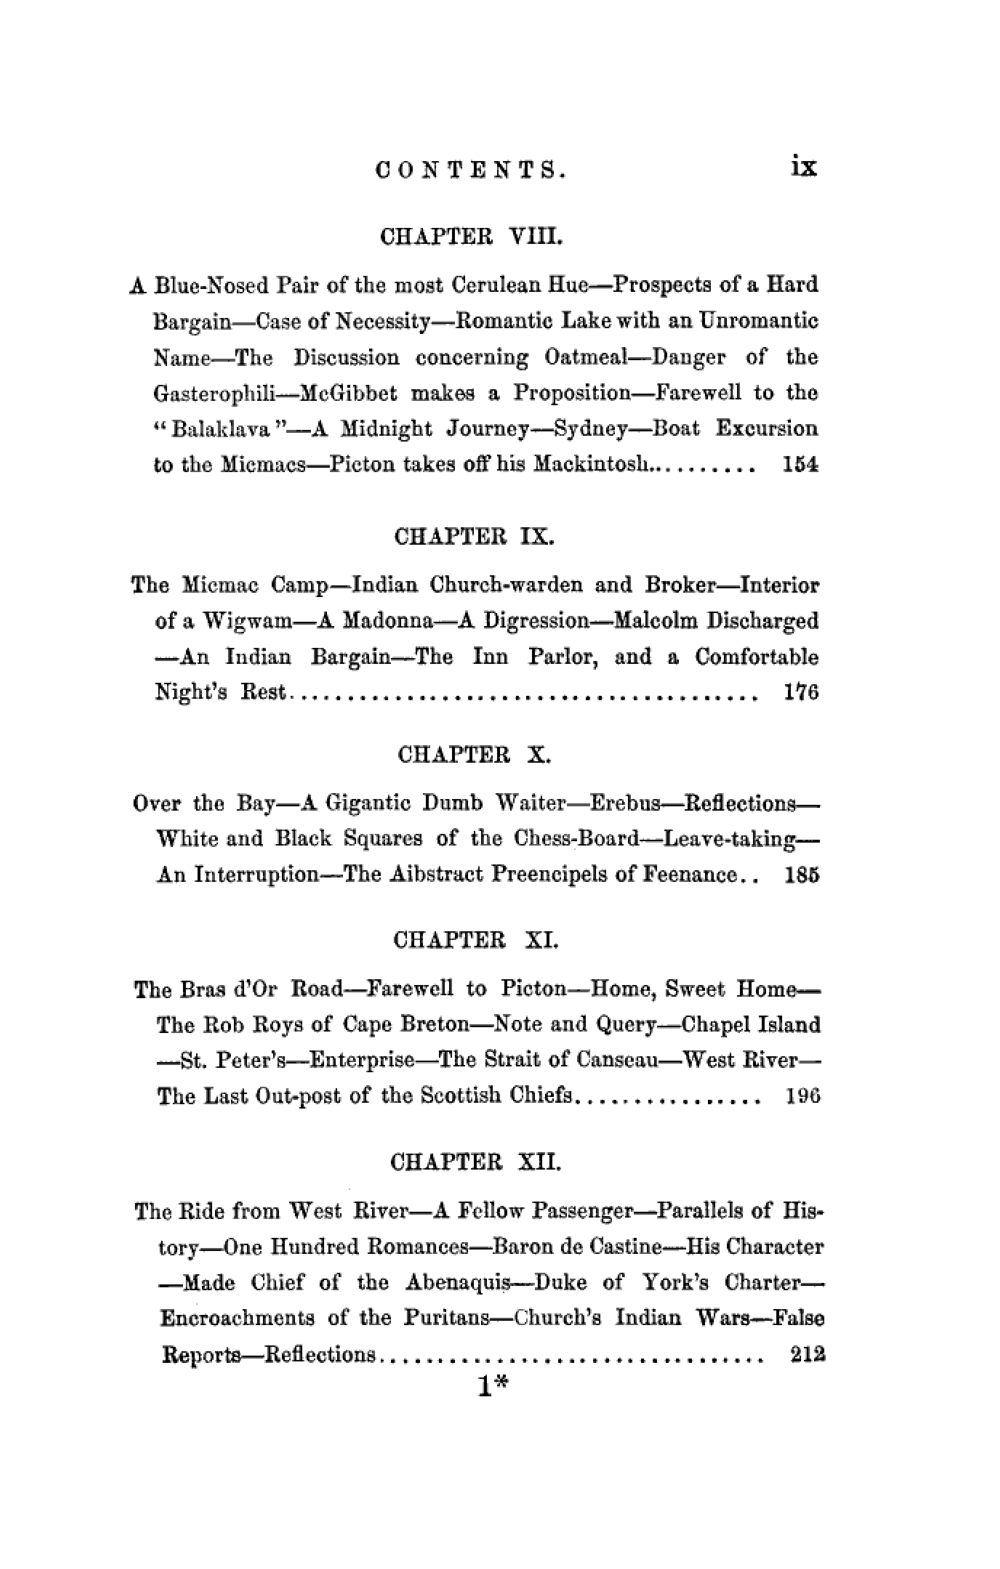 CONTENTS. ix
CHAPTER VIII.
A Blue-Nosed Pair of the most Cerulean Hue—Prospects of a Hard
Bargain—Case of Necessity—Romantic Lake with an Unromantic
Name—The Discussion concerning Oatmeal—Danger of the
Gasterophili—McGibbet makes a Proposition—Farewell to the
“Balaklava”—A Midnight Journey—Sydney—Boat Excursion
to the Micmacs—Picton takes off his Mackintosh.......... 154
CHAPTER IX.
The Micmac Camp—Indian Church-warden and Broker—Interior
of a Wigwam—A Madonna—A Digression—Malcolm Discharged
—An Indian Bargain—The Inn Parlor, and a Comfortable
Night's Rest........................................ 176
CHAPTER X.
Over the Bay—A Gigantic Dumb Waiter—Erebus—Reflections—
White and Black Squares of the Chess-Board—Leave-taking—
An Interruption—The Aibstract Preencipels of Feenance.. 185
CHAPTER XI.
The Bras d'Or Road—Farewell to Picton—Home, Sweet Home—
The Rob Roys of Cape Breton—Note and Query—Chapel Island
—St. Peter's—Enterprise—The Strait of Canseau—West River—
The Last Out-post of the Scottish Chiefs................ 196
CHAPTER XII.
The Ride from West River—A Fellow Passenger—Parallels of His-
tory—One Hundred Romances—Baron de Castine—His Character
—Made Chief of the Abenaquis—Duke of York's Charter—
Encroachments of the Puritans—Church's Indian Wars—False
Reports—Reflections................................. 212
1*